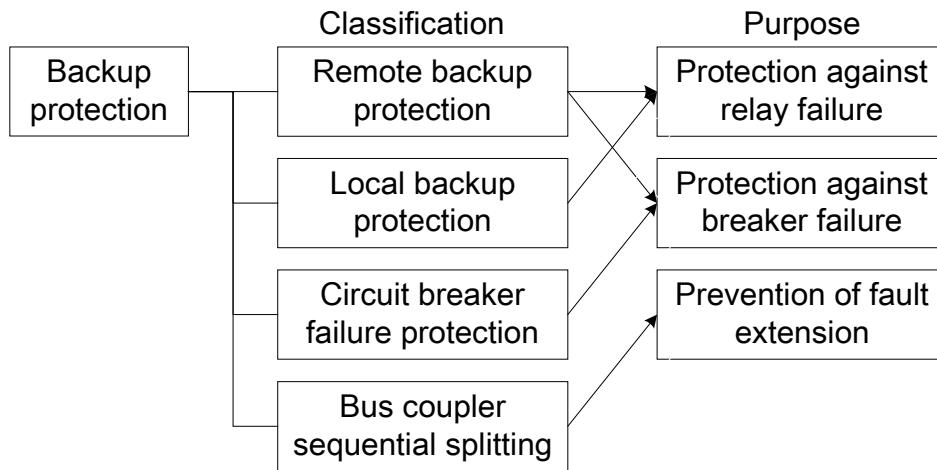 Classification
Purpose
Backup
protection
Remote backup
protection
Protection against
relay failure
Local backup
protection
Protection against
breaker failure
Circuit breaker
failure protection
Prevention of fault
extension
Bus coupler
sequential splitting